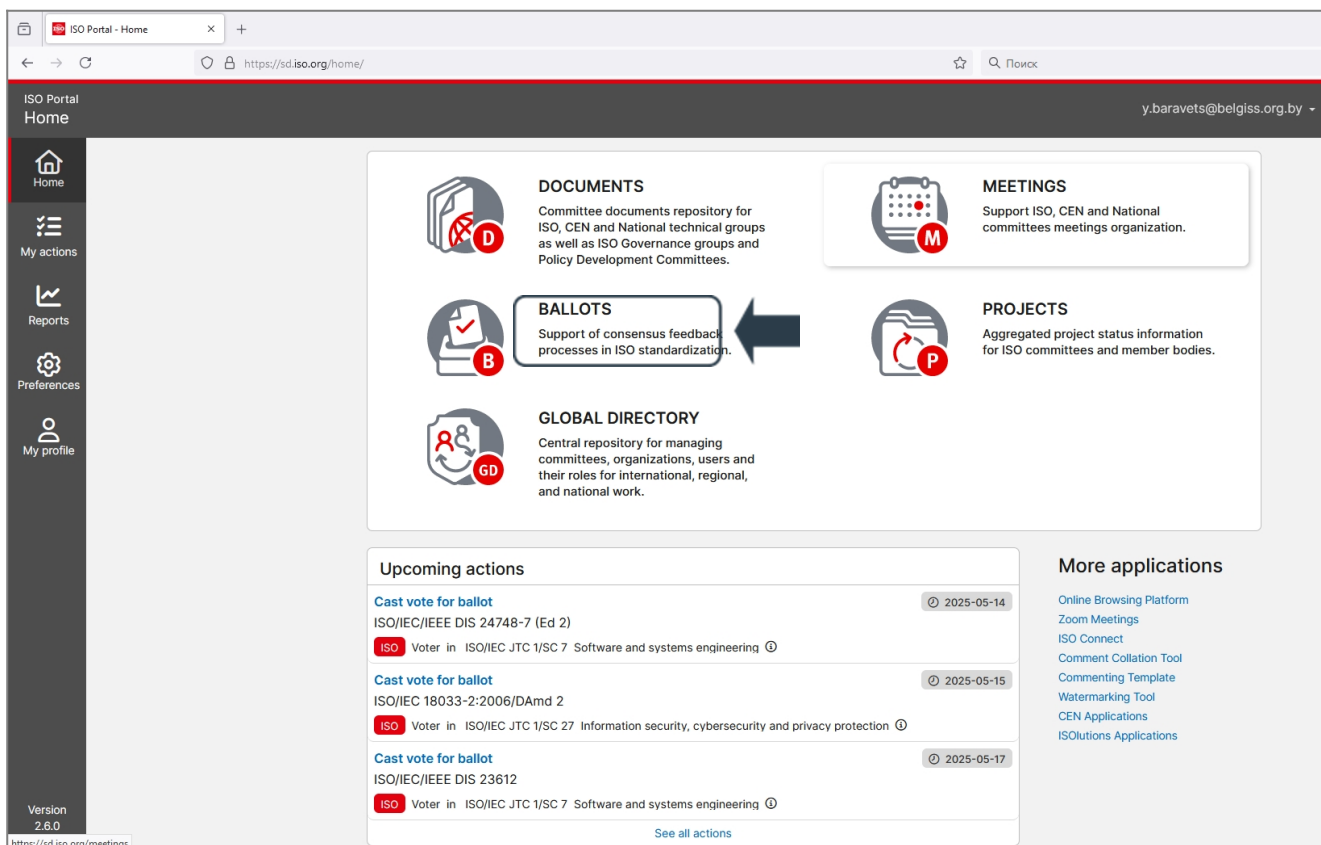 ISO Portal - Home
https://sd.iso.org/home/
Поиск
ISO Portal
Home
y.baravets@belgiss.org.by
Home
My actions
Reports
Preferences
My profile
Version
2.6.0
https://sd.iso.org/meetings
DOCUMENTS
Committee documents repository for
ISO, CEN and National technical groups
as well as ISO Governance groups and
Policy Development Committees.
D
MEETINGS
Support ISO, CEN and National
committees meetings organization.
M
BALLOTS
Support of consensus feedback
processes in ISO standardization.
B
PROJECTS
Aggregated project status information
for ISO committees and member bodies.
P
GLOBAL DIRECTORY
Central repository for managing
committees, organizations, users and
their roles for international, regional,
and national work.
GD
Upcoming actions
Cast vote for ballot
2025-05-14
ISO/IEC/IEEE DIS 24748-7 (Ed 2)
ISO Voter in ISO/IEC JTC 1/SC 7 Software and systems engineering
Cast vote for ballot
2025-05-15
ISO/IEC 18033-2:2006/DAmd 2
ISO Voter in ISO/IEC JTC 1/SC 27 Information security, cybersecurity and privacy protection
Cast vote for ballot
2025-05-17
ISO/IEC/IEEE DIS 23612
ISO Voter in ISO/IEC JTC 1/SC 7 Software and systems engineering
See all actions
More applications
Online Browsing Platform
Zoom Meetings
ISO Connect
Comment Collation Tool
Commenting Template
Watermarking Tool
CEN Applications
ISOlutions Applications